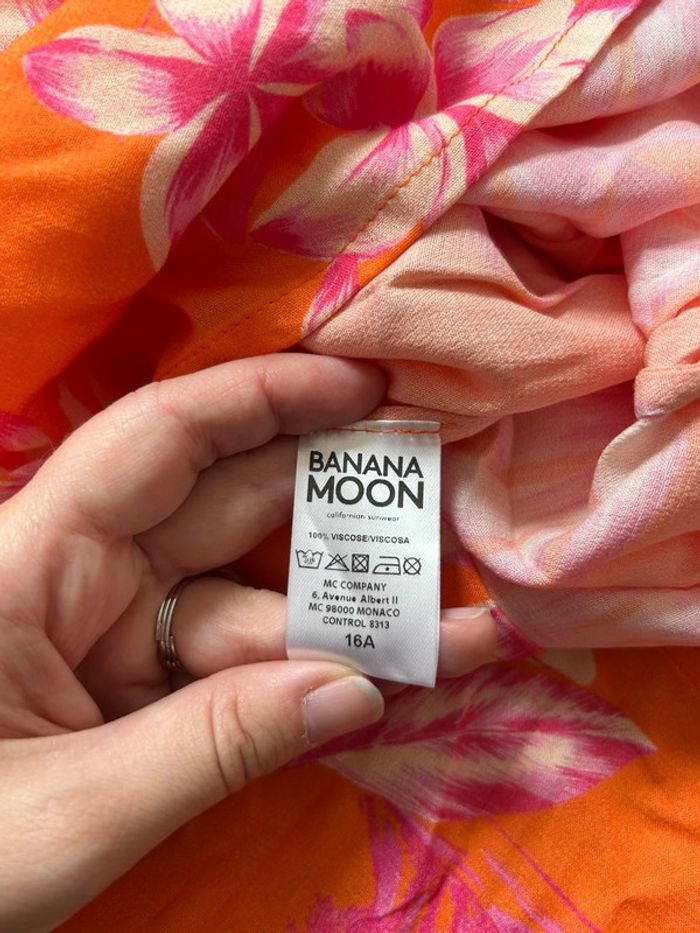 BANANA
MOON
californian sunwear
100% VISCOSE/VISCOSA
MC COMPANY
6, Avenue Albert II
MC 98000 MONACO
CONTROL 8313
16A